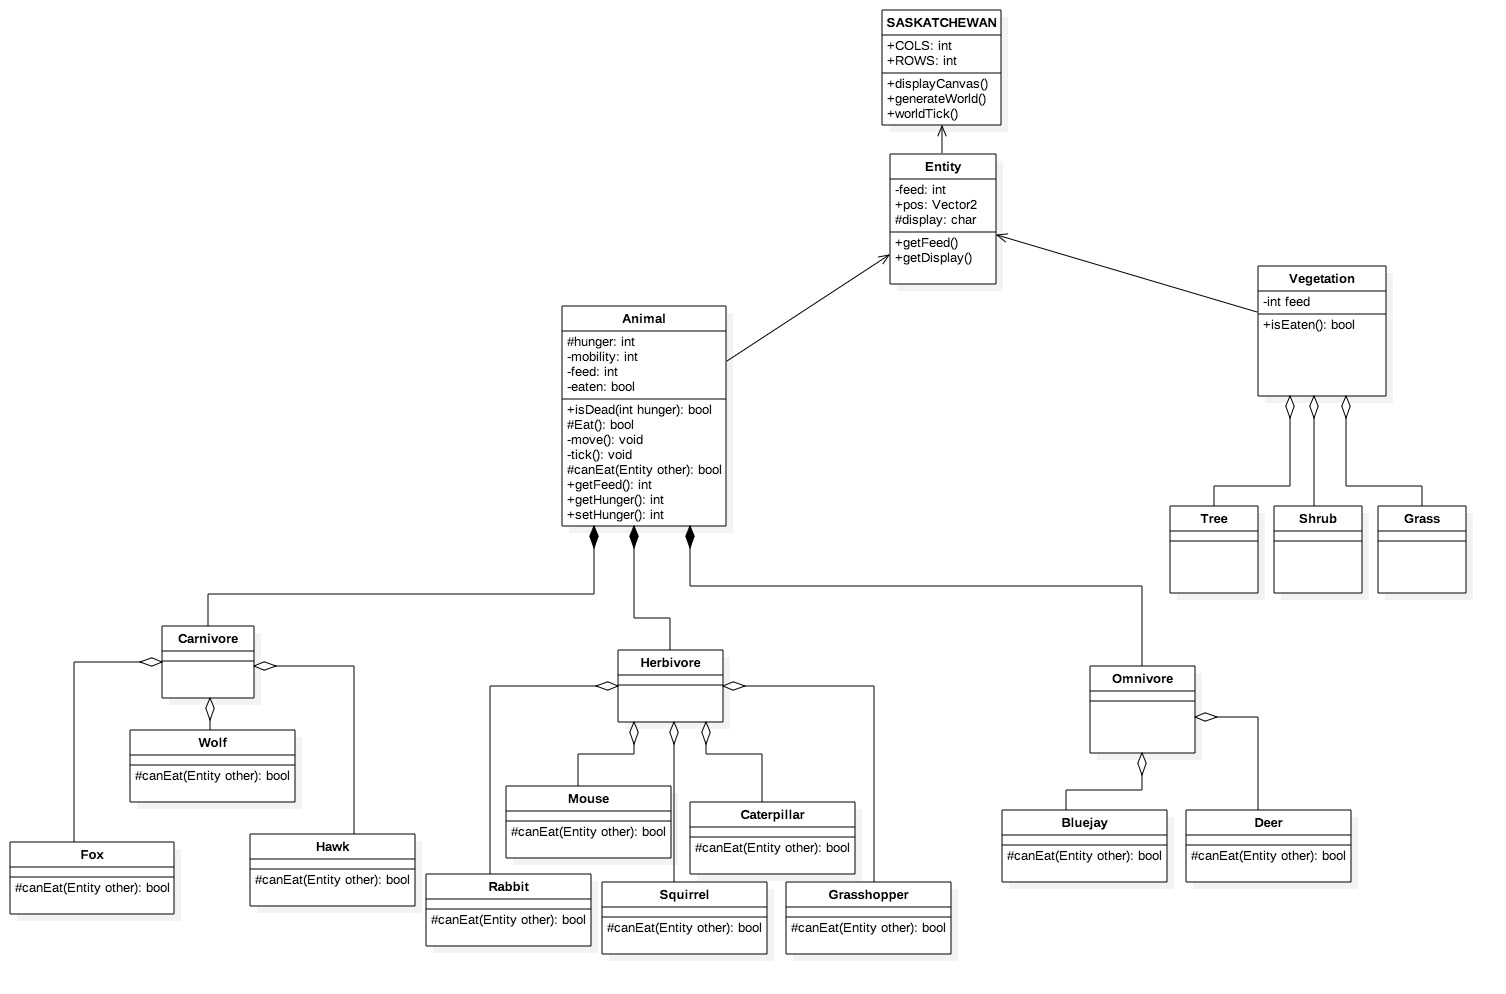 SASKATCHEWAN
+COLS: int
+ROWS: int
+displayCanvas()
+generateWorld()
+worldTick()
Entity
-feed: int
+pos: Vector2
#display: char
+getFeed()
+getDisplay()
Vegetation
-int feed
+isEaten(): bool
Animal
#hunger: int
-mobility: int
-feed: int
-eaten: bool
+isDead(int hunger): bool
#Eat(): bool
-move(): void
-tick(): void
#canEat(Entity other): bool
+getFeed(): int
+getHunger(): int
+setHunger(): int
Tree
Shrub
Grass
Carnivore
Herbivore
Omnivore
Wolf
#canEat(Entity other): bool
Fox
#canEat(Entity other): bool
Hawk
#canEat(Entity other): bool
Mouse
#canEat(Entity other): bool
Caterpillar
#canEat(Entity other): bool
Rabbit
#canEat(Entity other): bool
Squirrel
#canEat(Entity other): bool
Grasshopper
#canEat(Entity other): bool
Bluejay
#canEat(Entity other): bool
Deer
#canEat(Entity other): bool